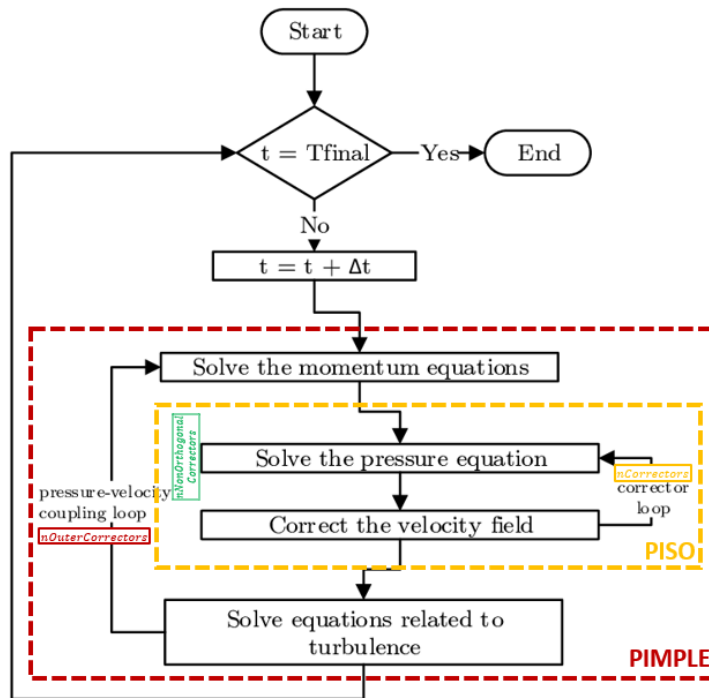 Start
t = Tfinal
Yes
End
No
t = t + Δt
Solve the momentum equations
nNonOrthogonal
Correctors
Solve the pressure equation
nCorrectors
corrector
loop
pressure-velocity
coupling loop
nOuterCorrectors
Correct the velocity field
PISO
Solve equations related to
turbulence
PIMPLE